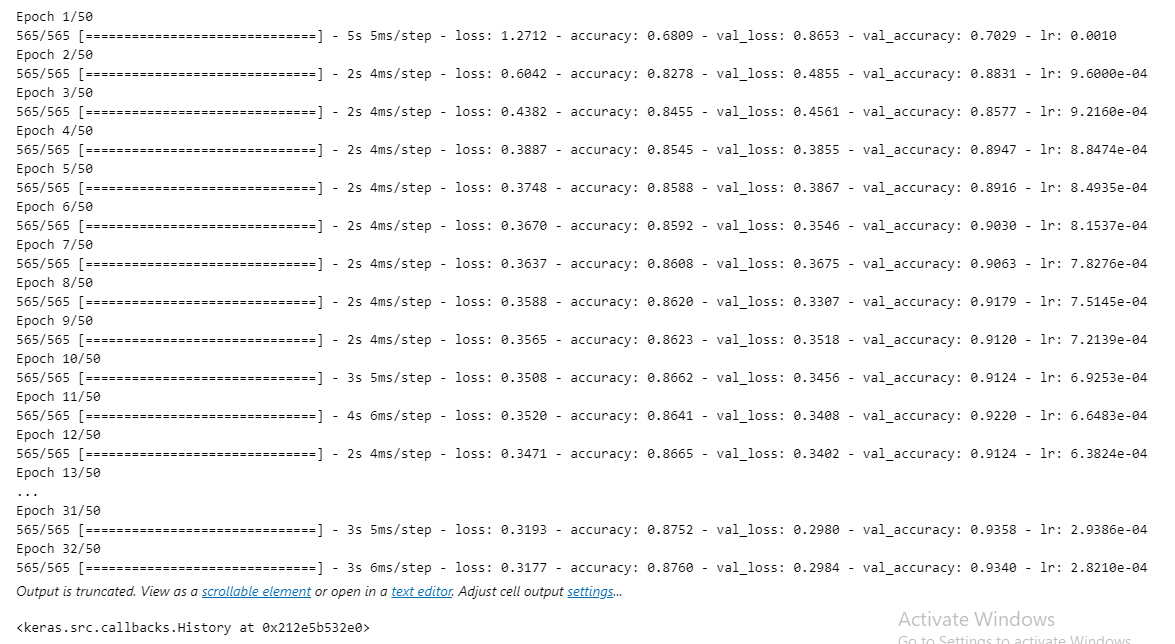 Epoch 1/50
565/565 [==============================] - 5s 5ms/step - loss: 1.2712 - accuracy: 0.6809 - val_loss: 0.8653 - val_accuracy: 0.7029 - lr: 0.0010
Epoch 2/50
565/565 [==============================] - 2s 4ms/step - loss: 0.6042 - accuracy: 0.8278 - val_loss: 0.4855 - val_accuracy: 0.8831 - lr: 9.6000e-04
Epoch 3/50
565/565 [==============================] - 2s 4ms/step - loss: 0.4382 - accuracy: 0.8455 - val_loss: 0.4561 - val_accuracy: 0.8577 - lr: 9.2160e-04
Epoch 4/50
565/565 [==============================] - 2s 4ms/step - loss: 0.3887 - accuracy: 0.8545 - val_loss: 0.3855 - val_accuracy: 0.8947 - lr: 8.8474e-04
Epoch 5/50
565/565 [==============================] - 2s 4ms/step - loss: 0.3748 - accuracy: 0.8588 - val_loss: 0.3867 - val_accuracy: 0.8916 - lr: 8.4935e-04
Epoch 6/50
565/565 [==============================] - 2s 4ms/step - loss: 0.3670 - accuracy: 0.8592 - val_loss: 0.3546 - val_accuracy: 0.9030 - lr: 8.1537e-04
Epoch 7/50
565/565 [==============================] - 2s 4ms/step - loss: 0.3637 - accuracy: 0.8608 - val_loss: 0.3675 - val_accuracy: 0.9063 - lr: 7.8276e-04
Epoch 8/50
565/565 [==============================] - 2s 4ms/step - loss: 0.3588 - accuracy: 0.8620 - val_loss: 0.3307 - val_accuracy: 0.9179 - lr: 7.5145e-04
Epoch 9/50
565/565 [==============================] - 2s 4ms/step - loss: 0.3565 - accuracy: 0.8623 - val_loss: 0.3518 - val_accuracy: 0.9120 - lr: 7.2139e-04
Epoch 10/50
565/565 [==============================] - 3s 5ms/step - loss: 0.3508 - accuracy: 0.8662 - val_loss: 0.3456 - val_accuracy: 0.9124 - lr: 6.9253e-04
Epoch 11/50
565/565 [==============================] - 4s 6ms/step - loss: 0.3520 - accuracy: 0.8641 - val_loss: 0.3408 - val_accuracy: 0.9220 - lr: 6.6483e-04
Epoch 12/50
565/565 [==============================] - 2s 4ms/step - loss: 0.3471 - accuracy: 0.8665 - val_loss: 0.3402 - val_accuracy: 0.9124 - lr: 6.3824e-04
Epoch 13/50
...
Epoch 31/50
565/565 [==============================] - 3s 5ms/step - loss: 0.3193 - accuracy: 0.8752 - val_loss: 0.2980 - val_accuracy: 0.9358 - lr: 2.9386e-04
Epoch 32/50
565/565 [==============================] - 3s 6ms/step - loss: 0.3177 - accuracy: 0.8760 - val_loss: 0.2984 - val_accuracy: 0.9340 - lr: 2.8210e-04
Output is truncated. View as a scrollable element or open in a text editor. Adjust cell output settings...
<keras.src.callbacks.History at 0x212e5b532e0>
Activate Windows
Go to Settings to activate Windows.